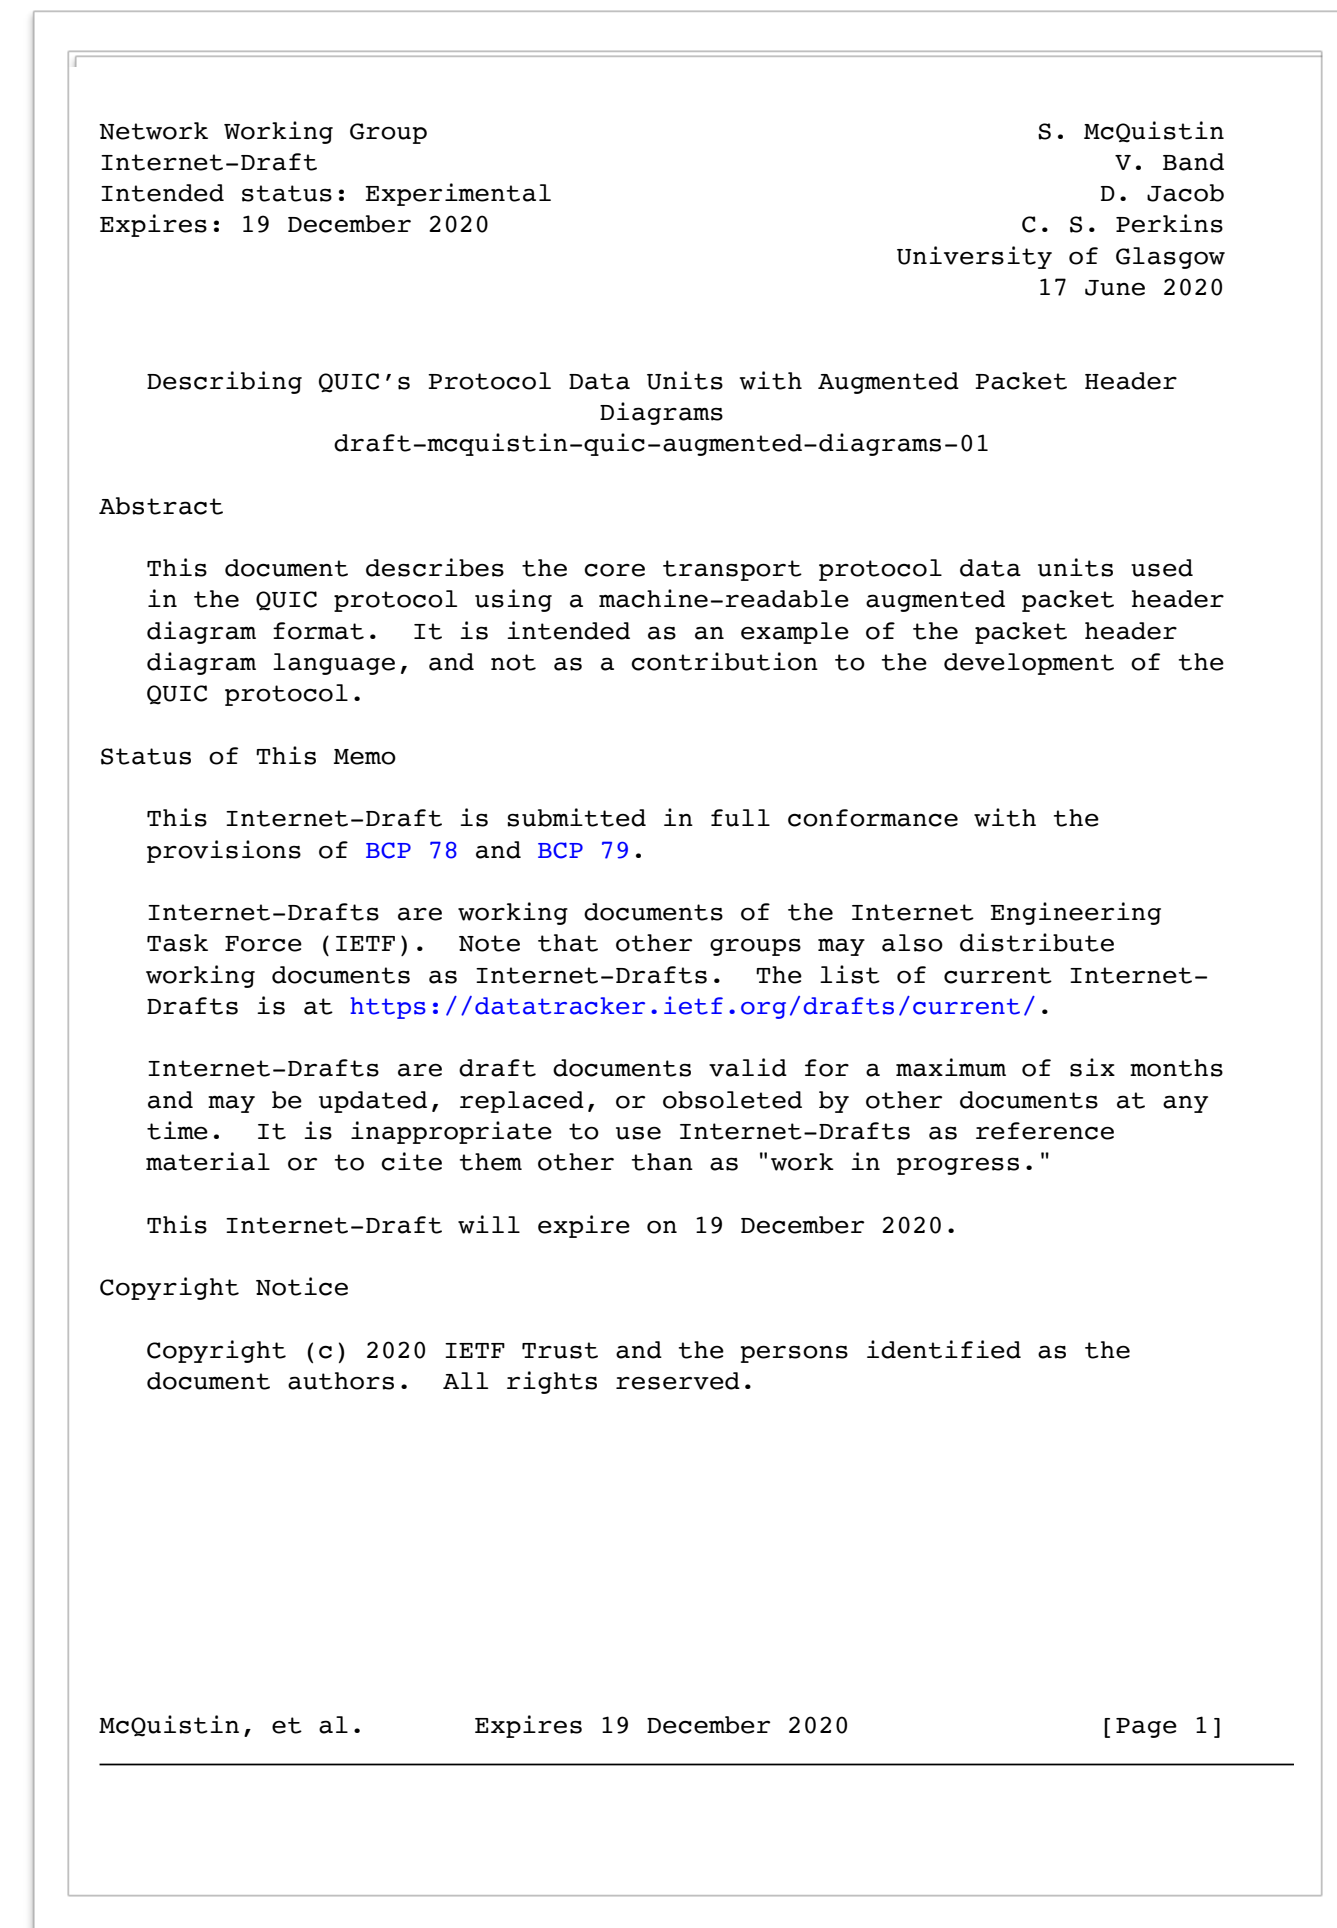 Network Working Group                                       S. McQuistin
Internet-Draft                                                   V. Band
Intended status: Experimental                                   D. Jacob
Expires: 19 December 2020                                  C. S. Perkins
                                                   University of Glasgow
                                                            17 June 2020
   Describing QUIC's Protocol Data Units with Augmented Packet Header
                                Diagrams
               draft-mcquistin-quic-augmented-diagrams-01
Abstract
   This document describes the core transport protocol data units used
   in the QUIC protocol using a machine-readable augmented packet header
   diagram format.  It is intended as an example of the packet header
   diagram language, and not as a contribution to the development of the
   QUIC protocol.
Status of This Memo
   This Internet-Draft is submitted in full conformance with the
   provisions of BCP 78 and BCP 79.
   Internet-Drafts are working documents of the Internet Engineering
   Task Force (IETF).  Note that other groups may also distribute
   working documents as Internet-Drafts.  The list of current Internet-
   Drafts is at https://datatracker.ietf.org/drafts/current/.
   Internet-Drafts are draft documents valid for a maximum of six months
   and may be updated, replaced, or obsoleted by other documents at any
   time.  It is inappropriate to use Internet-Drafts as reference
   material or to cite them other than as "work in progress."
   This Internet-Draft will expire on 19 December 2020.
Copyright Notice
   Copyright (c) 2020 IETF Trust and the persons identified as the
   document authors.  All rights reserved.
McQuistin, et al.       Expires 19 December 2020                [Page 1]